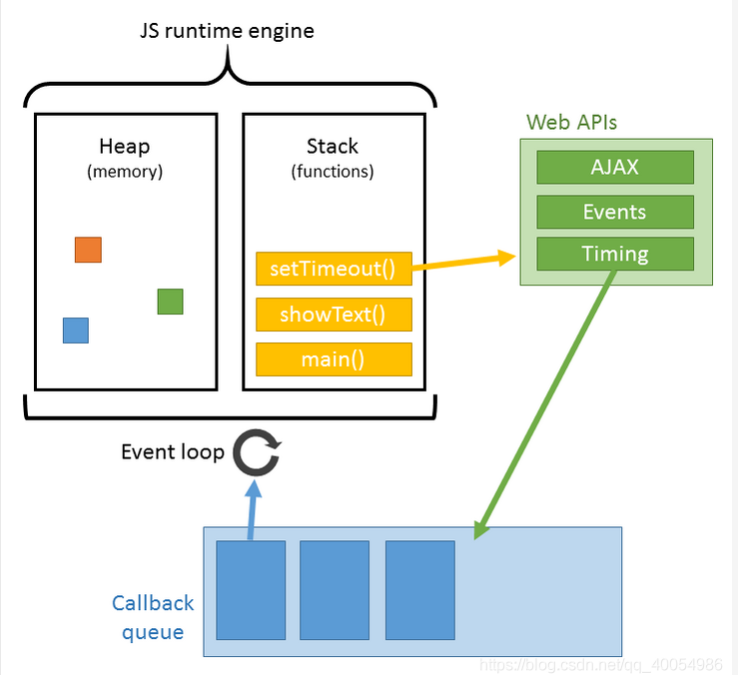 JS runtime engine
Heap
(memory)
Stack
(functions)
setTimeout()
showText()
main()
Web APIs
AJAX
Events
Timing
Event loop
Callback
queue
https://blog.csdn.net/qq_40054986